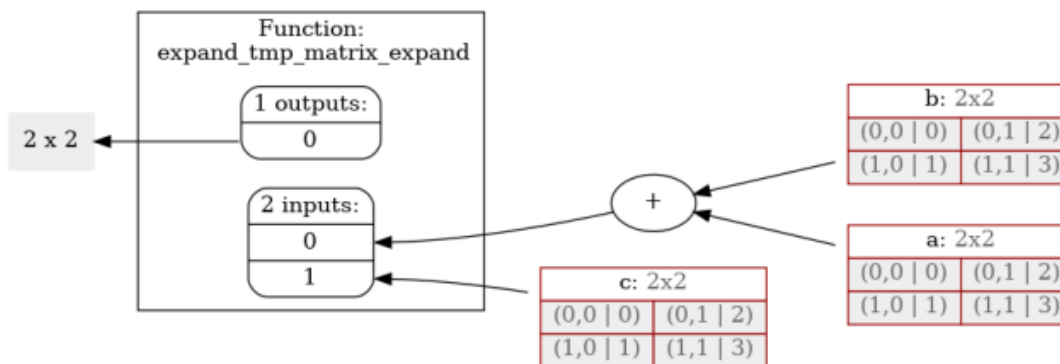 Function:
expand_tmp_matrix_expand
1 outputs:
0
2 x 2
2 inputs:
0
1
+
b: 2x2
(0,0 | 0) (0,1 | 2)
(1,0 | 1) (1,1 | 3)
a: 2x2
(0,0 | 0) (0,1 | 2)
(1,0 | 1) (1,1 | 3)
c: 2x2
(0,0 | 0) (0,1 | 2)
(1,0 | 1) (1,1 | 3)